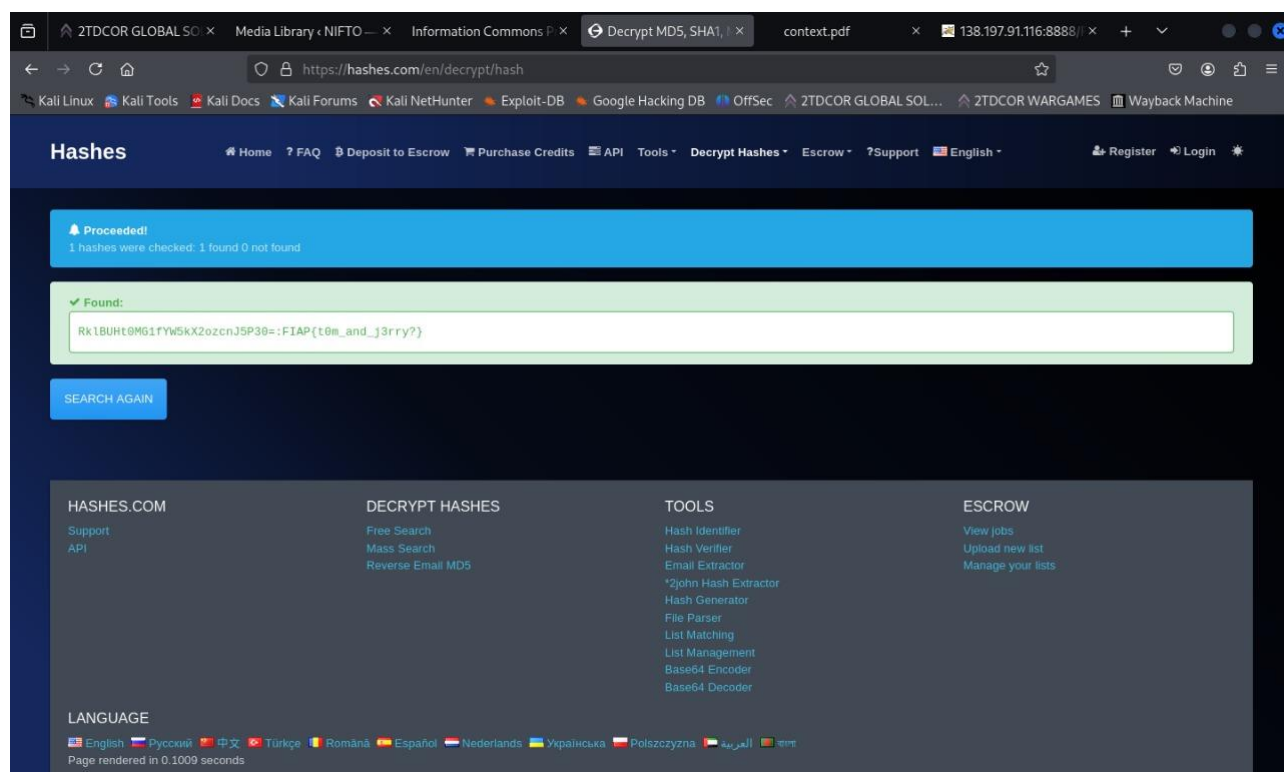 2TDCOR GLOBAL SO
Media Library ‹ NIFTO —
Information Commons P
Decrypt MD5, SHA1,
context.pdf
138.197.91.116:8888/
https://hashes.com/en/decrypt/hash
Kali Linux Kali Tools Kali Docs Kali Forums Kali NetHunter Exploit-DB Google Hacking DB OffSec 2TDCOR GLOBAL SOL... 2TDCOR WARGAMES Wayback Machine
Hashes Home ? FAQ Deposit to Escrow Purchase Credits API Tools Decrypt Hashes Escrow ?Support English Register Login
Proceeded!
1 hashes were checked: 1 found 0 not found
Found:
RklBUHt0MG1fYW5kX2ozcnJ5P30=:FIAP{t0m_and_j3rry?}
SEARCH AGAIN
HASHES.COM
Support
API
DECRYPT HASHES
Free Search
Mass Search
Reverse Email MD5
TOOLS
Hash Identifier
Hash Verifier
Email Extractor
*2john Hash Extractor
Hash Generator
File Parser
List Matching
List Management
Base64 Encoder
Base64 Decoder
ESCROW
View jobs
Upload new list
Manage your lists
LANGUAGE
English Русский 中文 Türkçe Română Español Nederlands Українська Polszczyzna العربية বাংলা
Page rendered in 0.1009 seconds